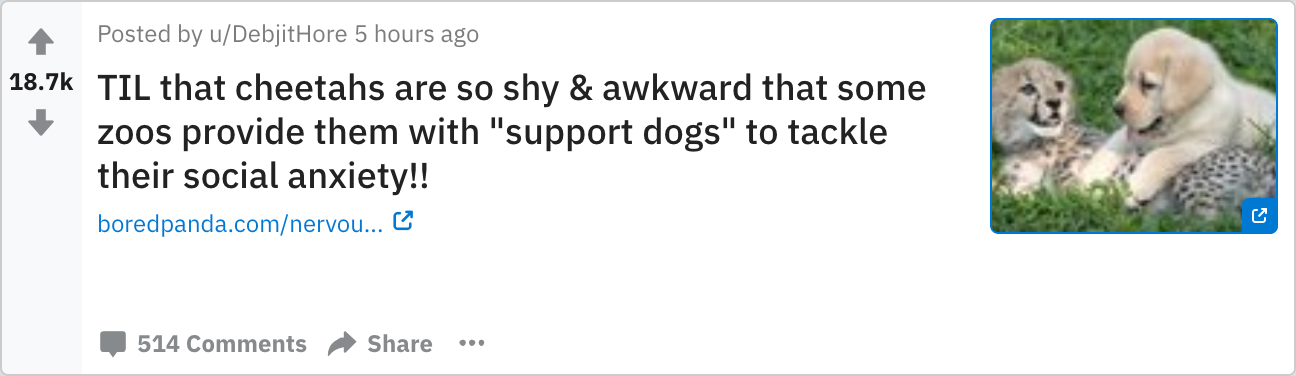 Posted by u/DebjitHore 5 hours ago
18.7k
TIL that cheetahs are so shy & awkward that some
zoos provide them with "support dogs" to tackle
their social anxiety!!
boredpanda.com/nervou...
514 Comments Share